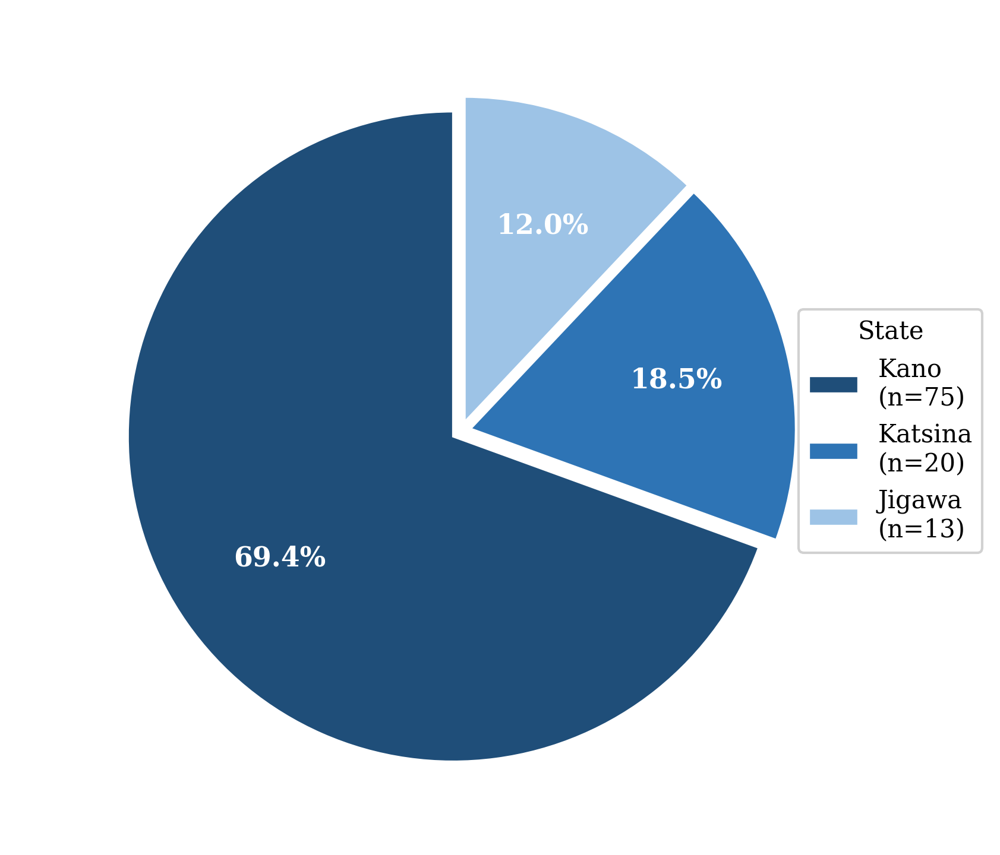 12.0%
18.5%
69.4%
State
Kano
(n=75)
Katsina
(n=20)
Jigawa
(n=13)